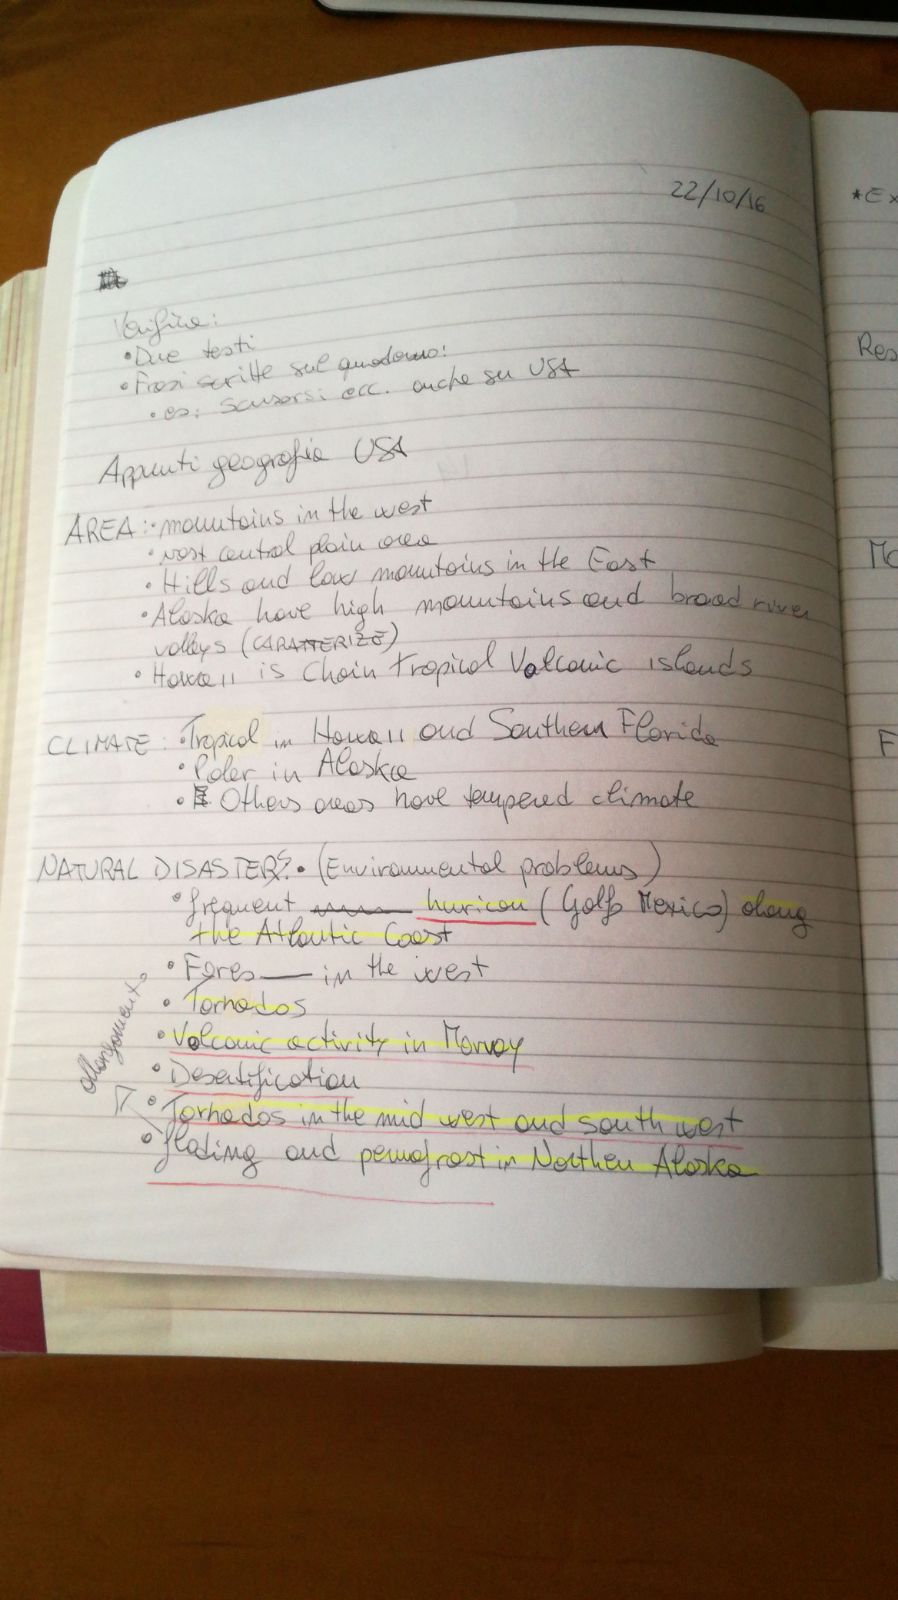 22/10/16
Verifica:
• Due testi
• Frasi scritte sul quaderno:
• es: scusarsi ecc. anche su USA
Appunti geografia USA
AREA: • mountains in the west
• vast central plain area
• Hills and low mountains in the East
• Alaska have high mountains and broad river
valleys (CARATTERIZE)
• Hawaii is Chain tropical Volcanic islands
CLIMATE: • Tropical in Hawaii and Southern Florida
• Polar in Alaska
• Others areas have tempered climate
NATURAL DISASTERS: • (Environmental problems)
• frequent hurican (Golfo Mexico) along
the Atlantic Coast
• Fores in the west
• Tornados
• Volcanic activity in
• Desertification
• Tornados in the mid west and south west
• floding and permafrost in Northen Alaska
allargamento
*Ex
Res
Mo
F